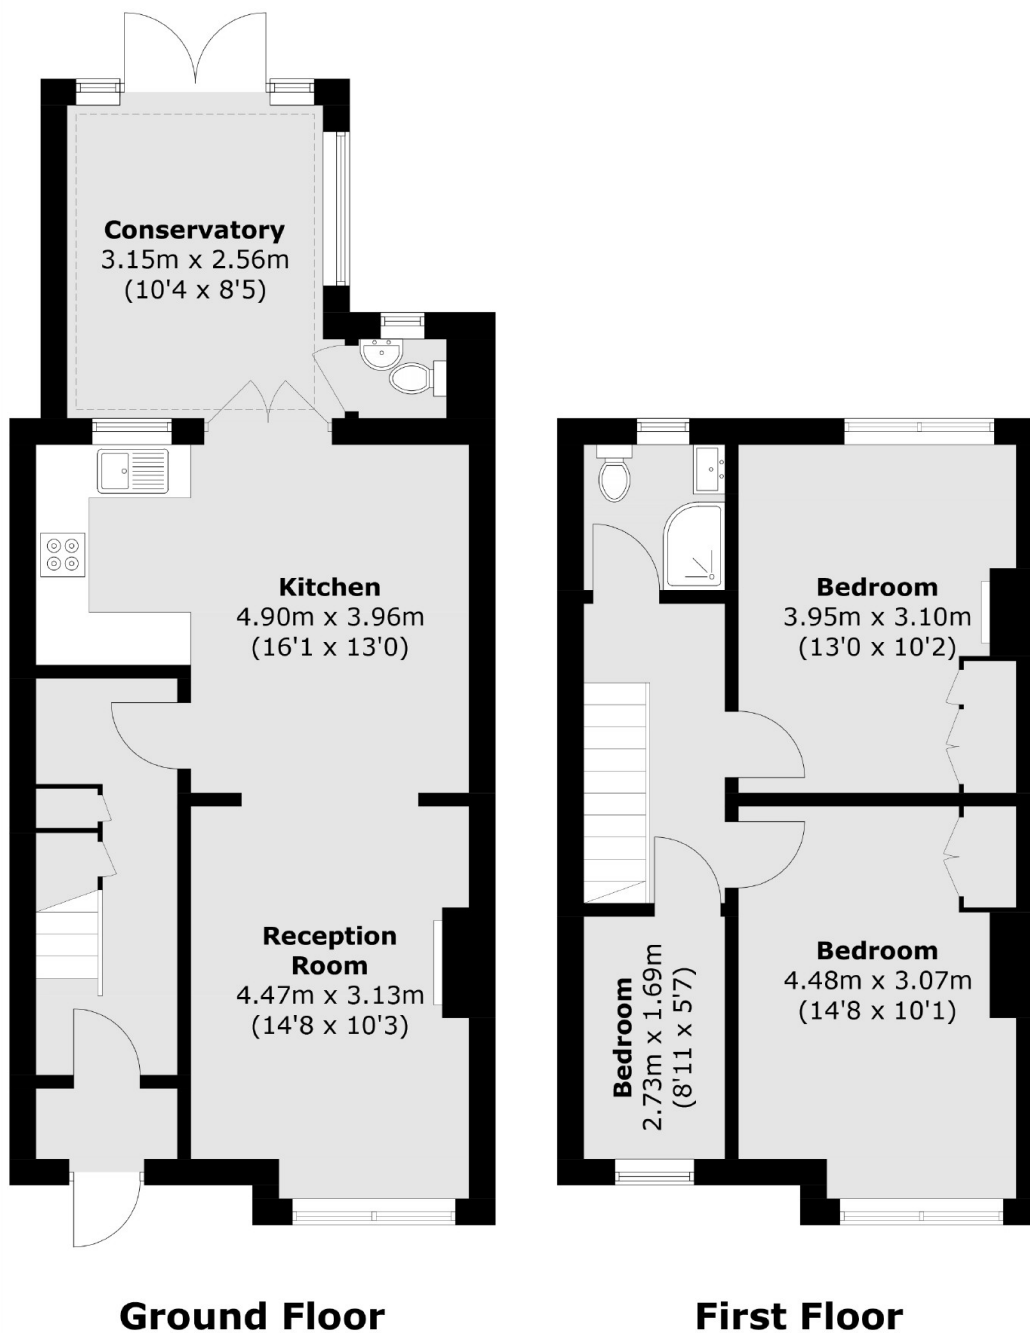 Conservatory
3.15m x 2.56m
(10'4 x 8'5)
Kitchen
4.90m x 3.96m
(16'1 x 13'0)
Reception
Room
4.47m x 3.13m
(14'8 x 10'3)
Ground Floor
Bedroom
3.95m x 3.10m
(13'0 x 10'2)
Bedroom
4.48m x 3.07m
(14'8 x 10'1)
Bedroom
2.73m x 1.69m
(8'11 x 5'7)
First Floor